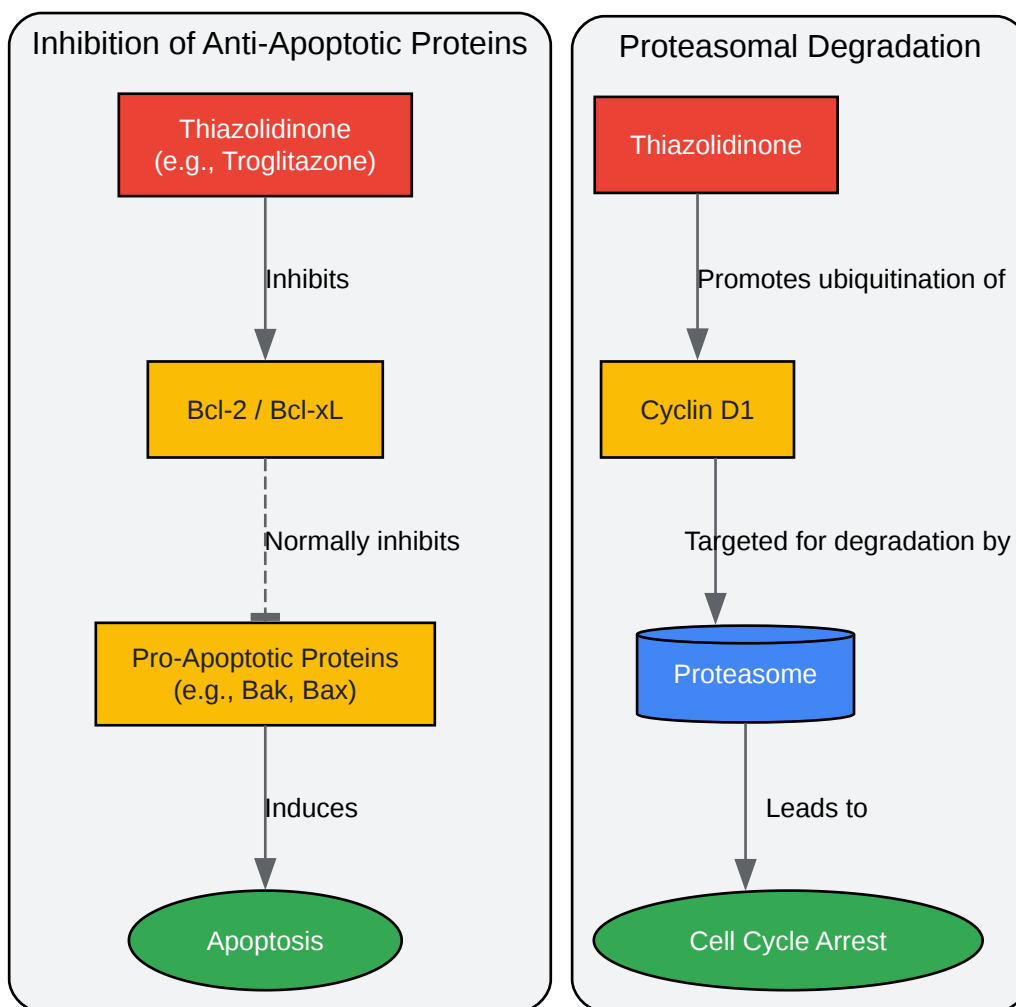 Inhibition of Anti-Apoptotic Proteins
Thiazolidinone
(e.g., Troglitazone)
Inhibits
Bcl-2 / Bcl-xL
Normally inhibits
Pro-Apoptotic Proteins
(e.g., Bak, Bax)
Induces
Apoptosis
Proteasomal Degradation
Thiazolidinone
Promotes ubiquitination of
Cyclin D1
Targeted for degradation by
Proteasome
Leads to
Cell Cycle Arrest